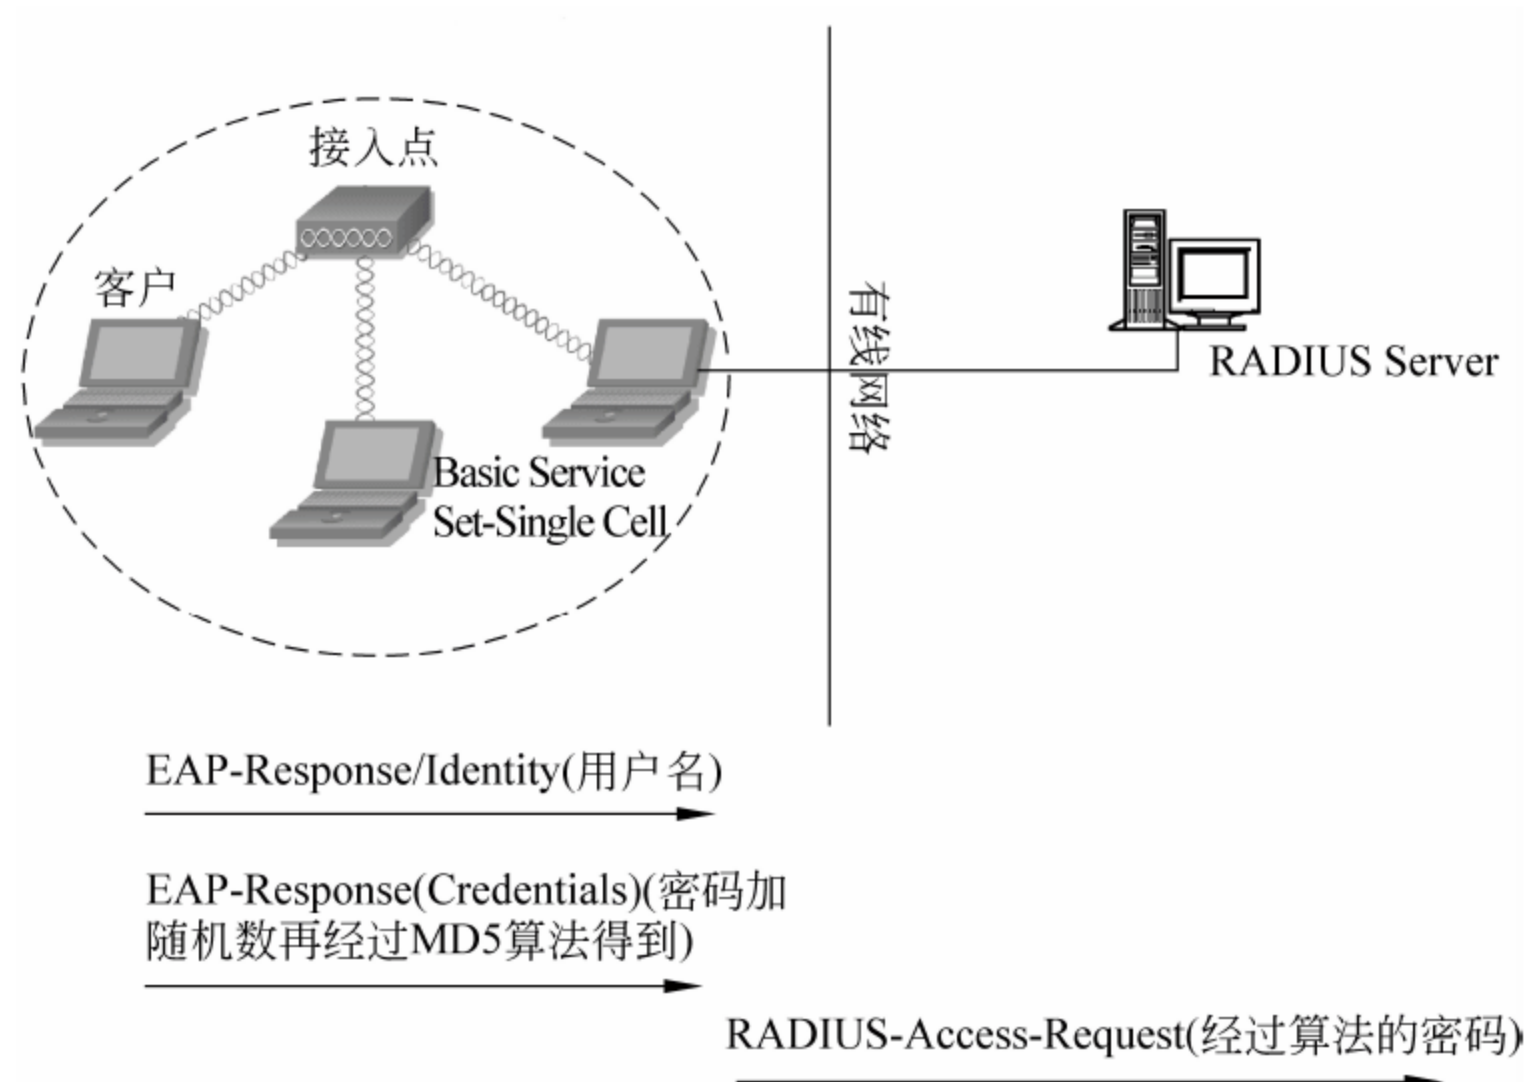 接入点
客户
有线网络
RADIUS Server
Basic Service
Set-Single Cell
EAP-Response/Identity(用户名)
EAP-Response(Credentials)(密码加
随机数再经过MD5算法得到)
RADIUS-Access-Request(经过算法的密码)